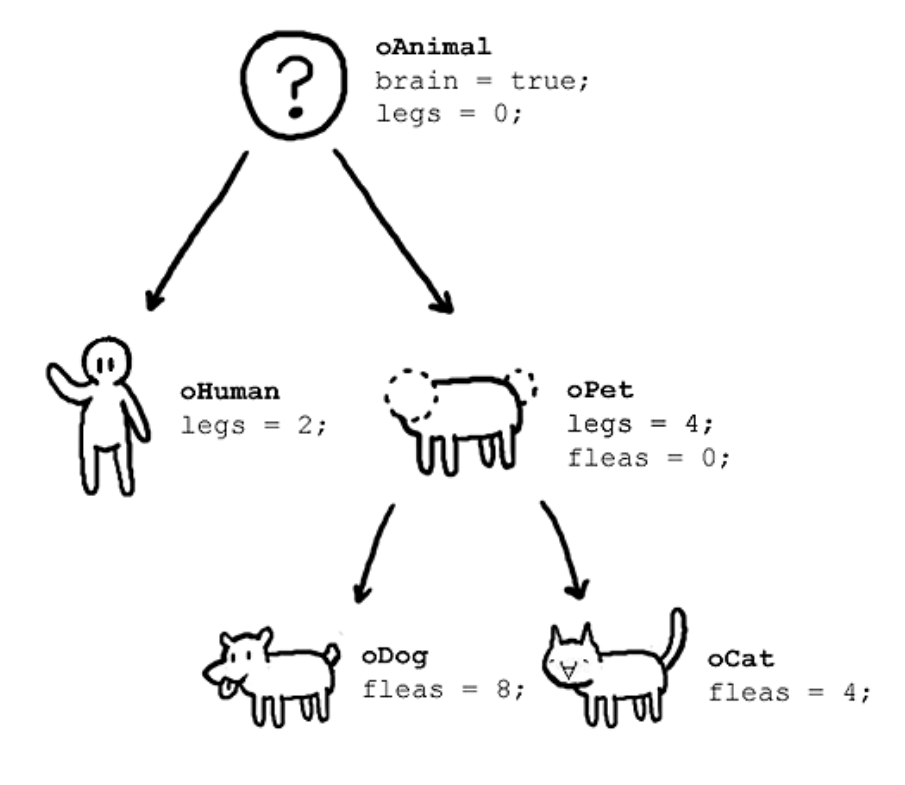 ?
oAnimal
brain = true;
legs = 0;
oHuman
legs = 2;
oPet
legs = 4;
fleas = 0;
oDog
fleas = 8;
oCat
fleas = 4;